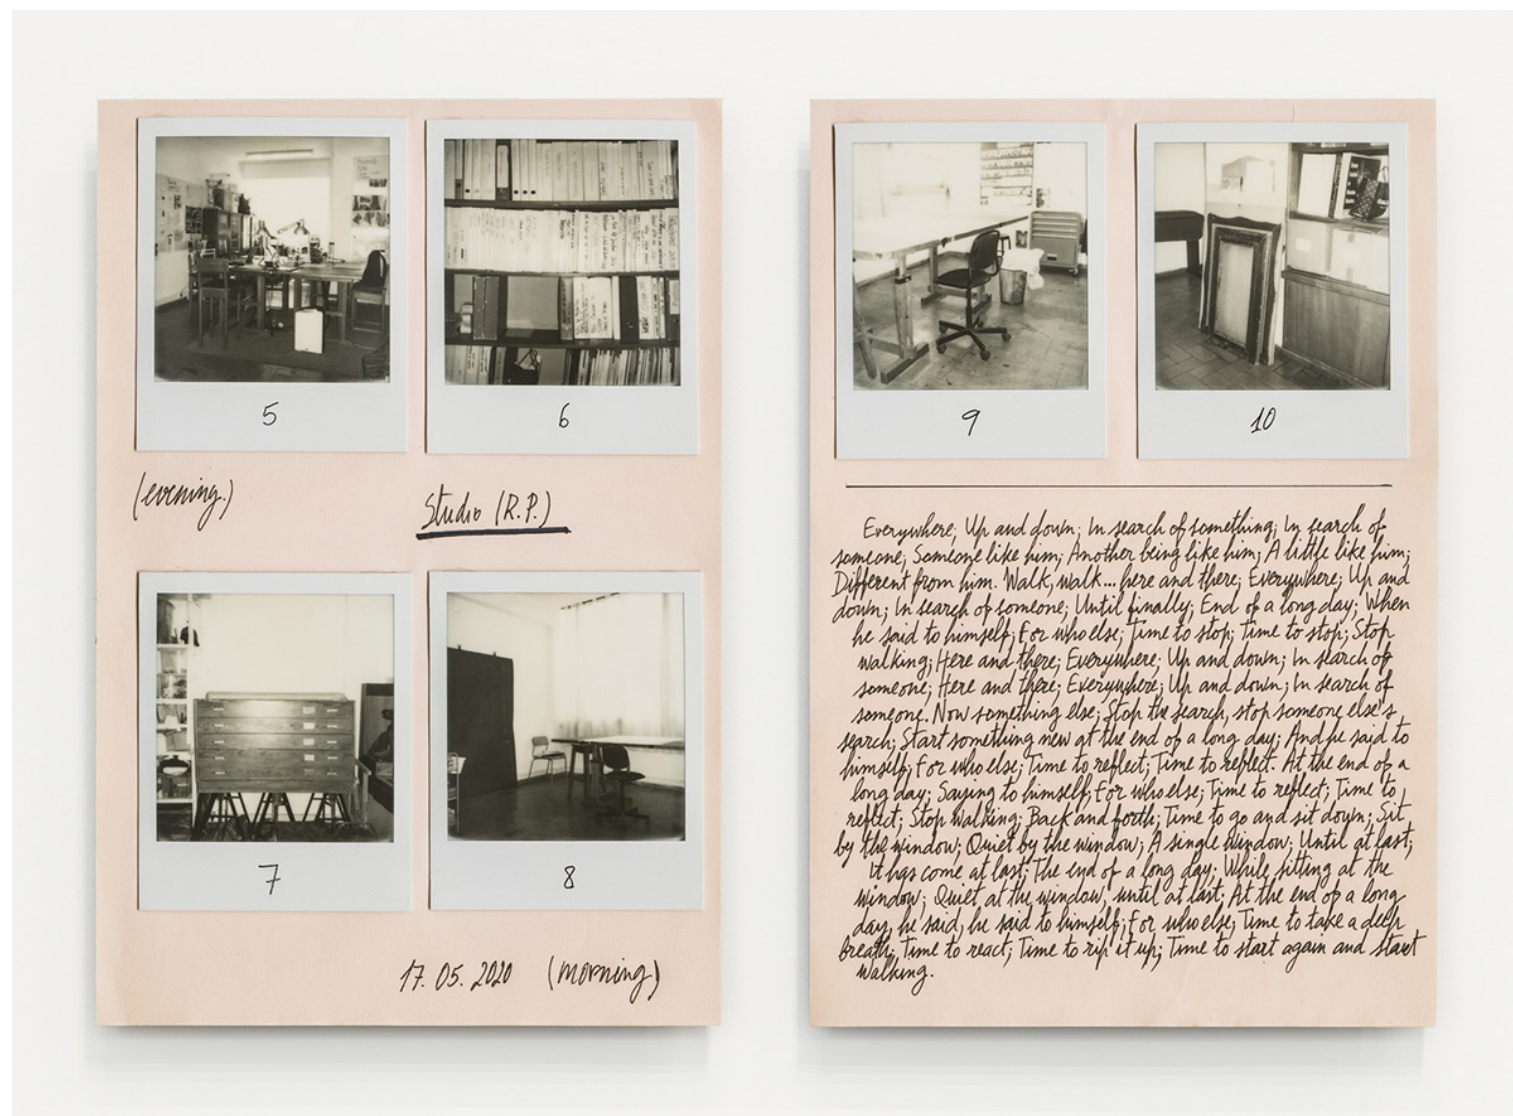 5
6
(evening.)
Studio (R.P.)
7
8
17. 05. 2020 (morning)
9
10
Everywhere; Up and down; In search of something; In search of
someone; Someone like him; Another being like him; A little like him;
Different from him. Walk, walk... here and there; Everywhere; Up and
down; In search of someone; Until finally; End of a long day; When
he said to himself; For who else; Time to stop; Time to stop; Stop
walking; Here and there; Everywhere; Up and down; In search of
someone; Here and there; Everywhere; Up and down; In search of
someone. Now something else; Stop the search, stop someone else's
search; Start something new at the end of a long day; And he said to
himself; For who else; Time to reflect; Time to reflect. At the end of a
long day; Saying to himself; For who else; Time to reflect; Time to
reflect; Stop walking; Back and forth; Time to go and sit down; Sit
by the window; Quiet by the window; A single window; Until at last;
It has come at last; The end of a long day; While sitting at the
window; Quiet at the window, until at last; At the end of a long
day, he said, he said to himself; For who else, Time to take a deep
Breath; Time to react; Time to rip it up; Time to start again and start
walking.